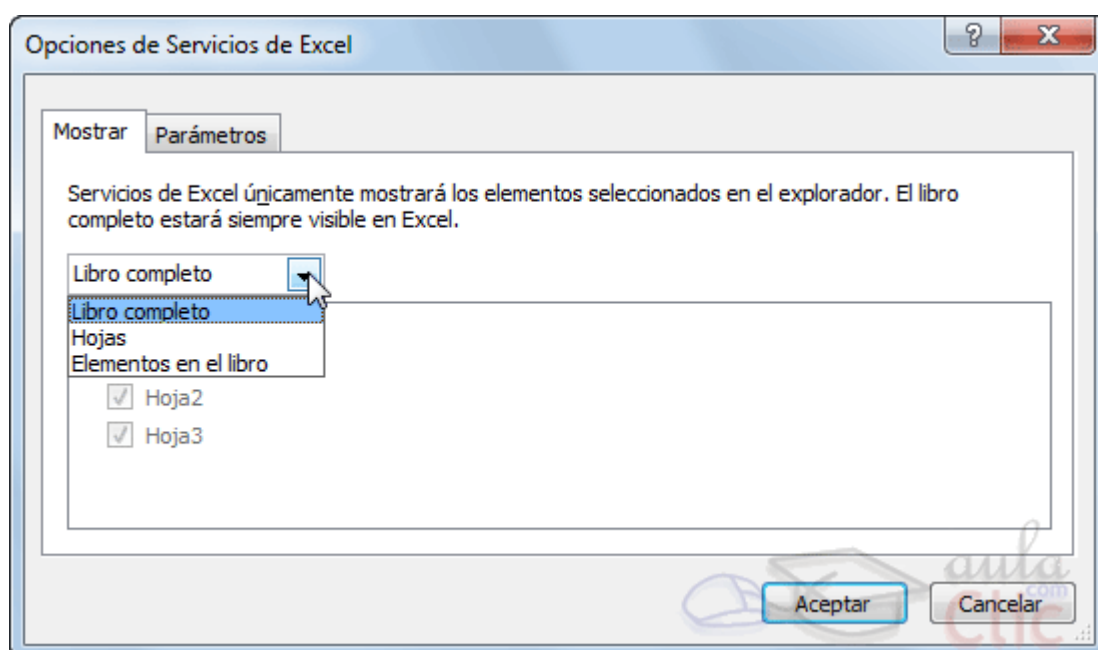 Opciones de Servicios de Excel
Mostrar
Parámetros
Servicios de Excel únicamente mostrará los elementos seleccionados en el explorador. El libro
completo estará siempre visible en Excel.
Libro completo
Libro completo
Hojas
Elementos en el libro
Hoja2
Hoja3
Aceptar
Cancelar
aula
Clic
com